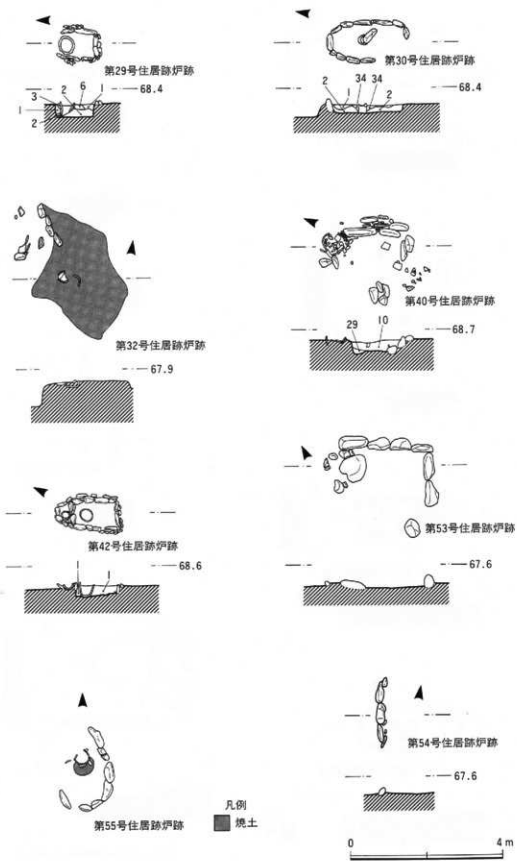 第29号住居跡炉跡
3 2 6 1
68.4
1
2
第30号住居跡炉跡
2 1 34 34 2
68.4
第32号住居跡炉跡
67.9
第40号住居跡炉跡
29 10
68.7
第42号住居跡炉跡
1 1
68.6
第53号住居跡炉跡
67.6
第54号住居跡炉跡
67.6
第55号住居跡炉跡
凡例
焼土
0 4 m